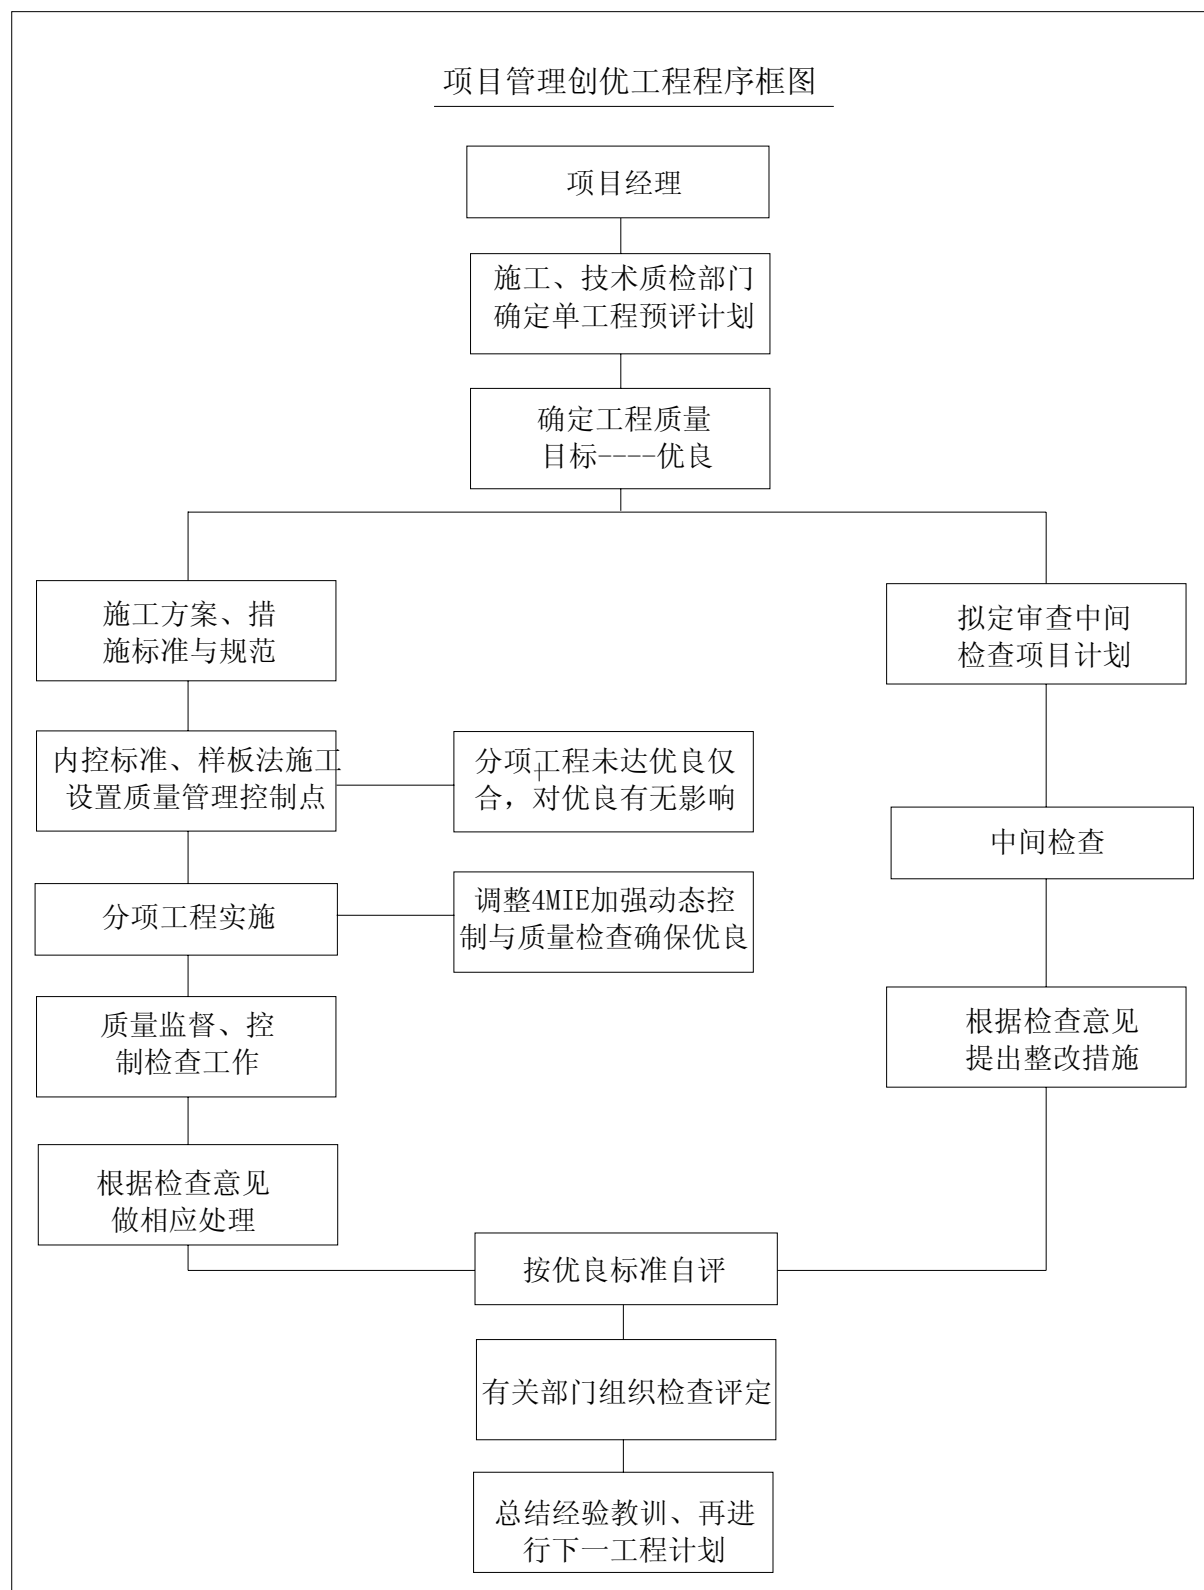 项目管理创优工程程序框图
项目经理
施工、技术质检部门
确定单工程预评计划
确定工程质量
目标----优良
施工方案、措
施标准与规范
拟定审查中间
检查项目计划
内控标准、样板法施工
设置质量管理控制点
分项工程未达优良仅
合，对优良有无影响
中间检查
分项工程实施
调整4MIE加强动态控
制与质量检查确保优良
质量监督、控
制检查工作
根据检查意见
提出整改措施
根据检查意见
做相应处理
按优良标准自评
有关部门组织检查评定
总结经验教训、再进
行下一工程计划